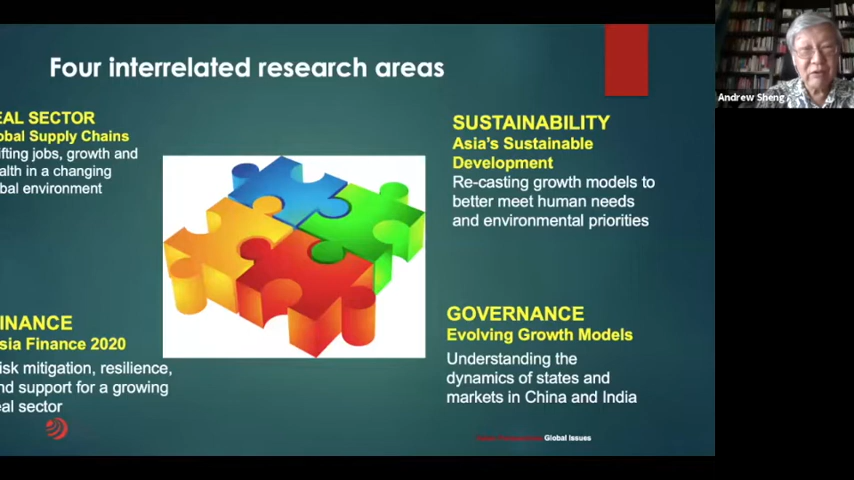 Four interrelated research areas
EAL SECTOR
obal Supply Chains
ifting jobs, growth and
alth in a changing
bal environment
SUSTAINABILITY
Asia's Sustainable
Development
Re-casting growth models to
better meet human needs
and environmental priorities
INANCE
sia Finance 2020
isk mitigation, resilience,
nd support for a growing
eal sector
GOVERNANCE
Evolving Growth Models
Understanding the
dynamics of states and
markets in China and India
Global Issues
Andrew Sheng